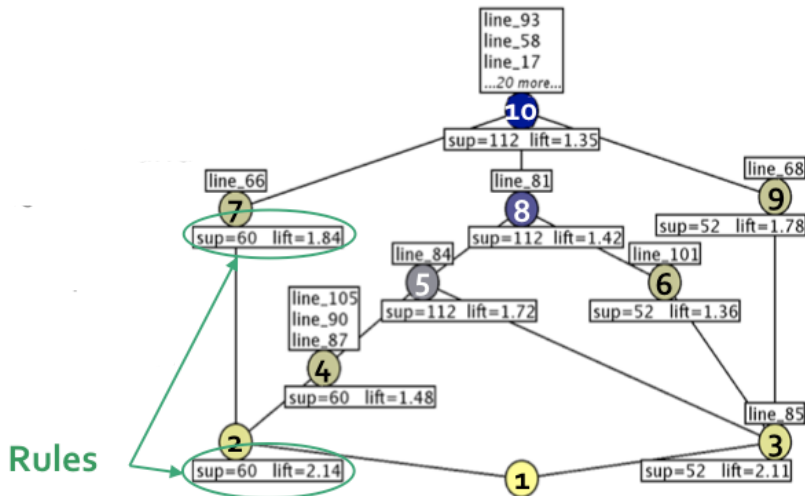 line_93
line_58
line_17
...20 more...
10
sup=112 lift=1.35
line_66
7
sup=60 lift=1.84
line_81
8
sup=112 lift=1.42
line_68
9
sup=52 lift=1.78
line_84
5
sup=112 lift=1.72
line_101
6
sup=52 lift=1.36
line_105
line_90
line_87
4
sup=60 lift=1.48
2
sup=60 lift=2.14
line_85
3
sup=52 lift=2.11
1
Rules